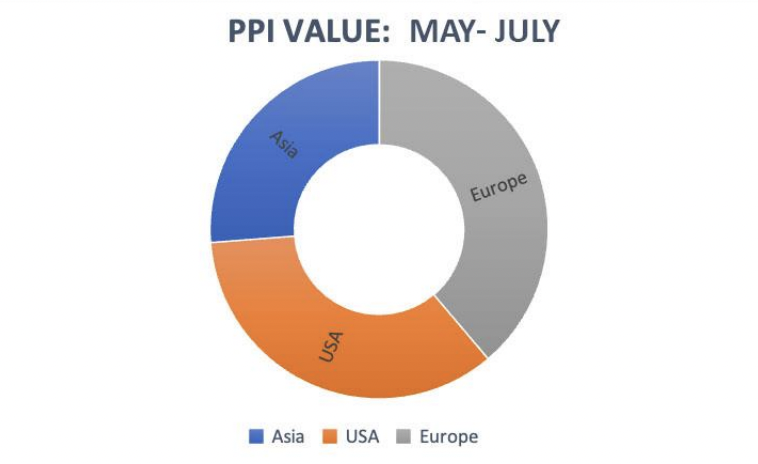 PPI VALUE: MAY- JULY
Asia
Europe
USA
Asia USA Europe